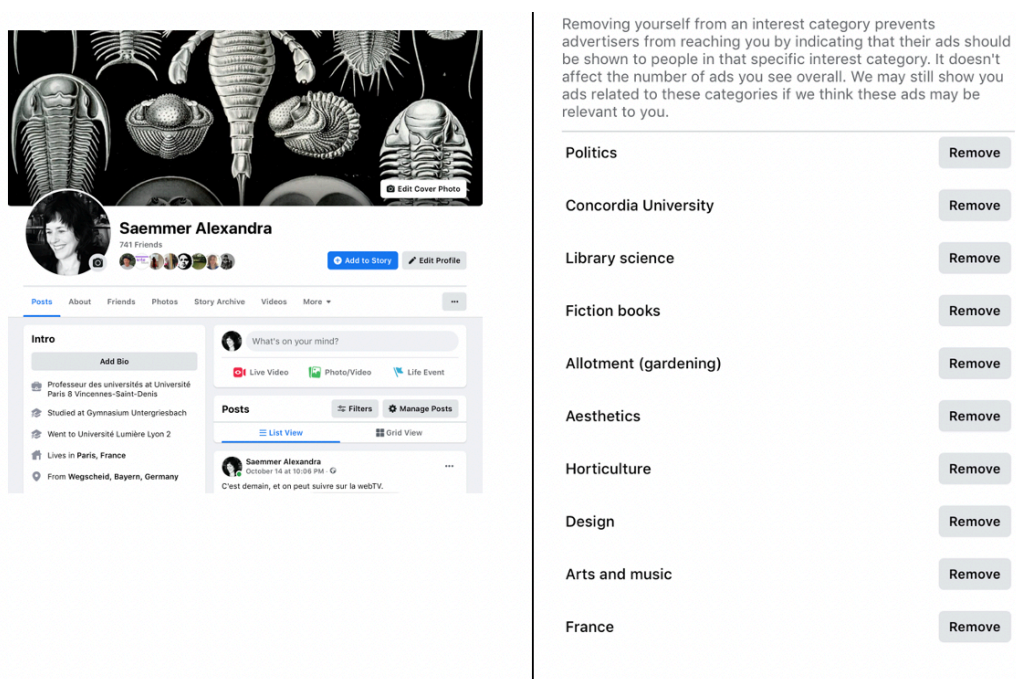 Edit Cover Photo
Saemmer Alexandra
741 Friends
Add to Story
Edit Profile
Posts About Friends Photos Story Archive Videos More
Intro
Add Bio
Professeur des universités at Université
Paris 8 Vincennes-Saint-Denis
Studied at Gymnasium Untergriesbach
Went to Université Lumière Lyon 2
Lives in Paris, France
From Wegscheid, Bayern, Germany
What's on your mind?
Live Video Photo/Video Life Event
Posts Filters Manage Posts
List View Grid View
Saemmer Alexandra
October 14 at 10:06 PM ·
C'est demain, et on peut suivre sur la webTV.
Removing yourself from an interest category prevents
advertisers from reaching you by indicating that their ads should
be shown to people in that specific interest category. It doesn't
affect the number of ads you see overall. We may still show you
ads related to these categories if we think these ads may be
relevant to you.
Politics Remove
Concordia University Remove
Library science Remove
Fiction books Remove
Allotment (gardening) Remove
Aesthetics Remove
Horticulture Remove
Design Remove
Arts and music Remove
France Remove